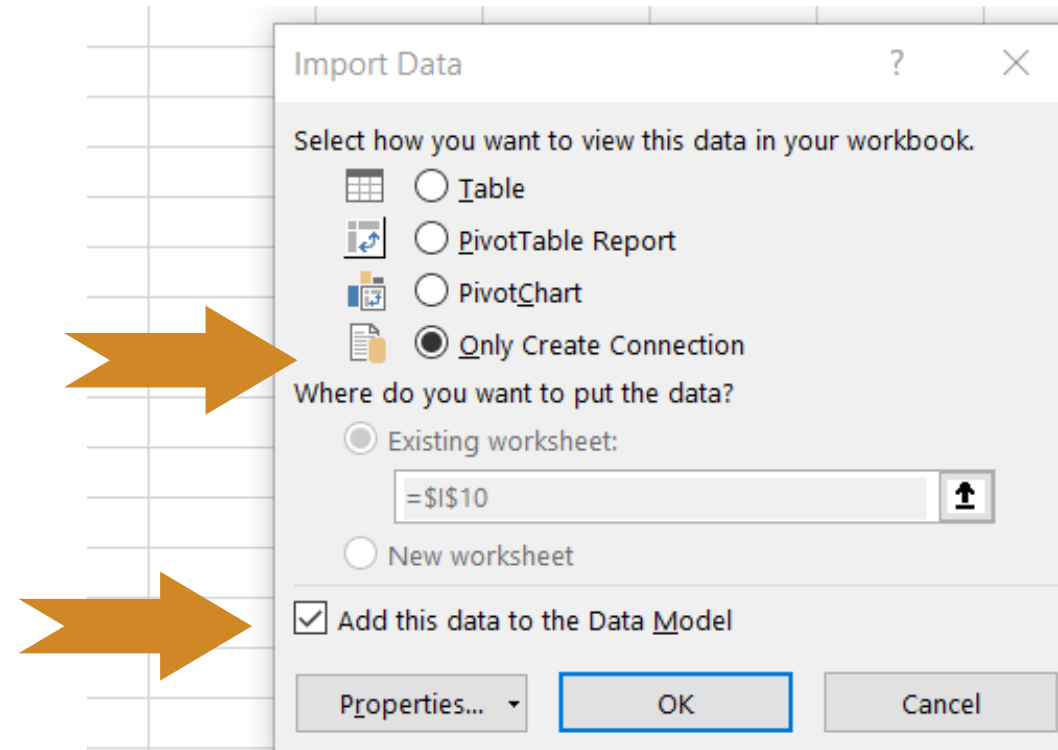 Import Data ?
Select how you want to view this data in your workbook.
Table
PivotTable Report
PivotChart
Only Create Connection
Where do you want to put the data?
Existing worksheet:
=$I$10
New worksheet
Add this data to the Data Model
Properties... OK Cancel